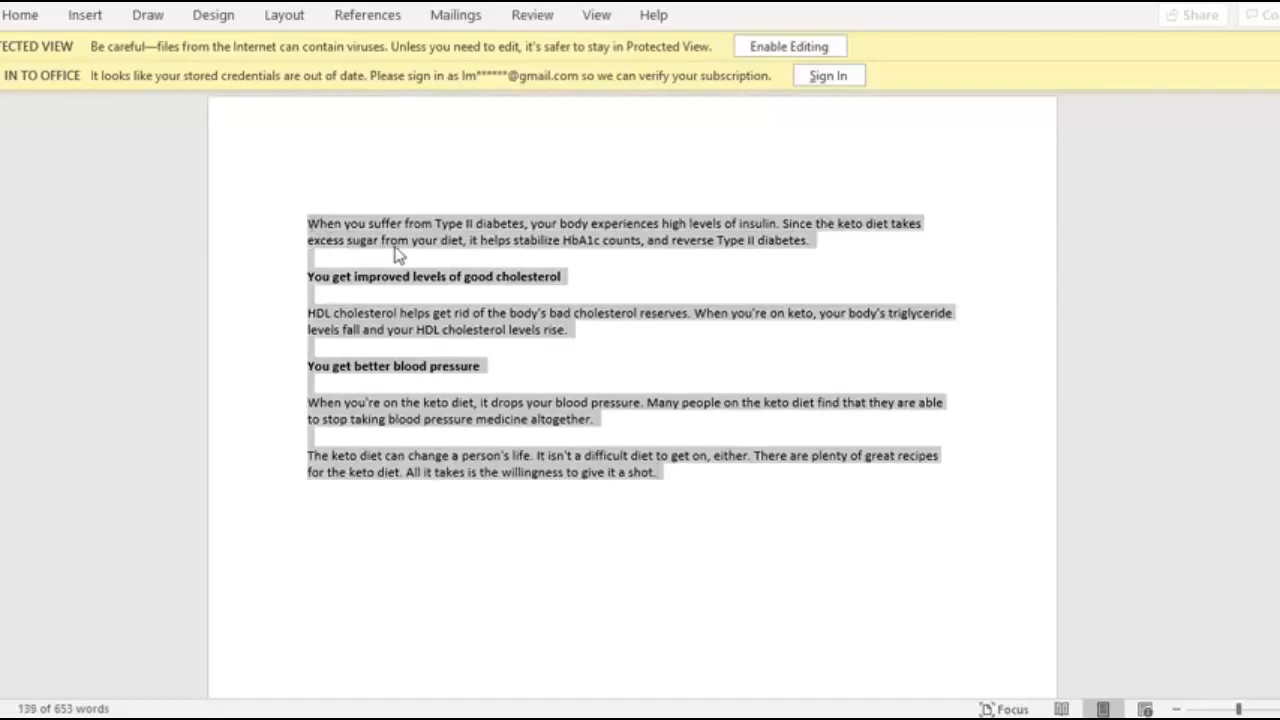 Home Insert Draw Design Layout References Mailings Review View Help Share Co
TECTED VIEW Be careful—files from the Internet can contain viruses. Unless you need to edit, it's safer to stay in Protected View. Enable Editing
IN TO OFFICE It looks like your stored credentials are out of date. Please sign in as lm******@gmail.com so we can verify your subscription. Sign In
When you suffer from Type II diabetes, your body experiences high levels of insulin. Since the keto diet takes
excess sugar from your diet, it helps stabilize HbA1c counts, and reverse Type II diabetes.
You get improved levels of good cholesterol
HDL cholesterol helps get rid of the body's bad cholesterol reserves. When you're on keto, your body's triglyceride
levels fall and your HDL cholesterol levels rise.
You get better blood pressure
When you're on the keto diet, it drops your blood pressure. Many people on the keto diet find that they are able
to stop taking blood pressure medicine altogether.
The keto diet can change a person's life. It isn't a difficult diet to get on, either. There are plenty of great recipes
for the keto diet. All it takes is the willingness to give it a shot.
139 of 653 words Focus